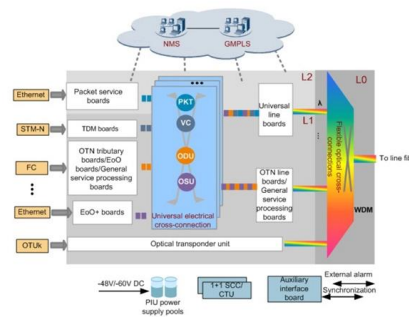 NMS
GMPLS
L2
L0
Ethernet
Packet service
boards
PKT
Universal
line
boards
λ
L1
STM-N
TDM boards
VC
FC
OTN tributary
boards/EoO
boards/General
service processing
boards
ODU
Flexible optical cross-
connections
To line fi
OSU
OTN line
boards/
General
service
processing
boards
Ethernet
EoO+ boards
Universal electrical
cross-connection
WDM
OTUk
Optical transponder unit
-48V/-60V DC
PIU power
supply pools
1+1 SCC/
CTU
Auxiliary
interface
board
External alarm
Synchronization